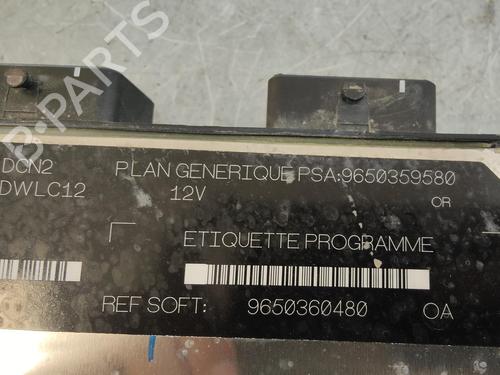 B-PARTS
DCN2 PLAN GENERIQUE PSA:9650359580
DWLC12 12V OR
ETIQUETTE PROGRAMME
REF SOFT: 9650360480 OA